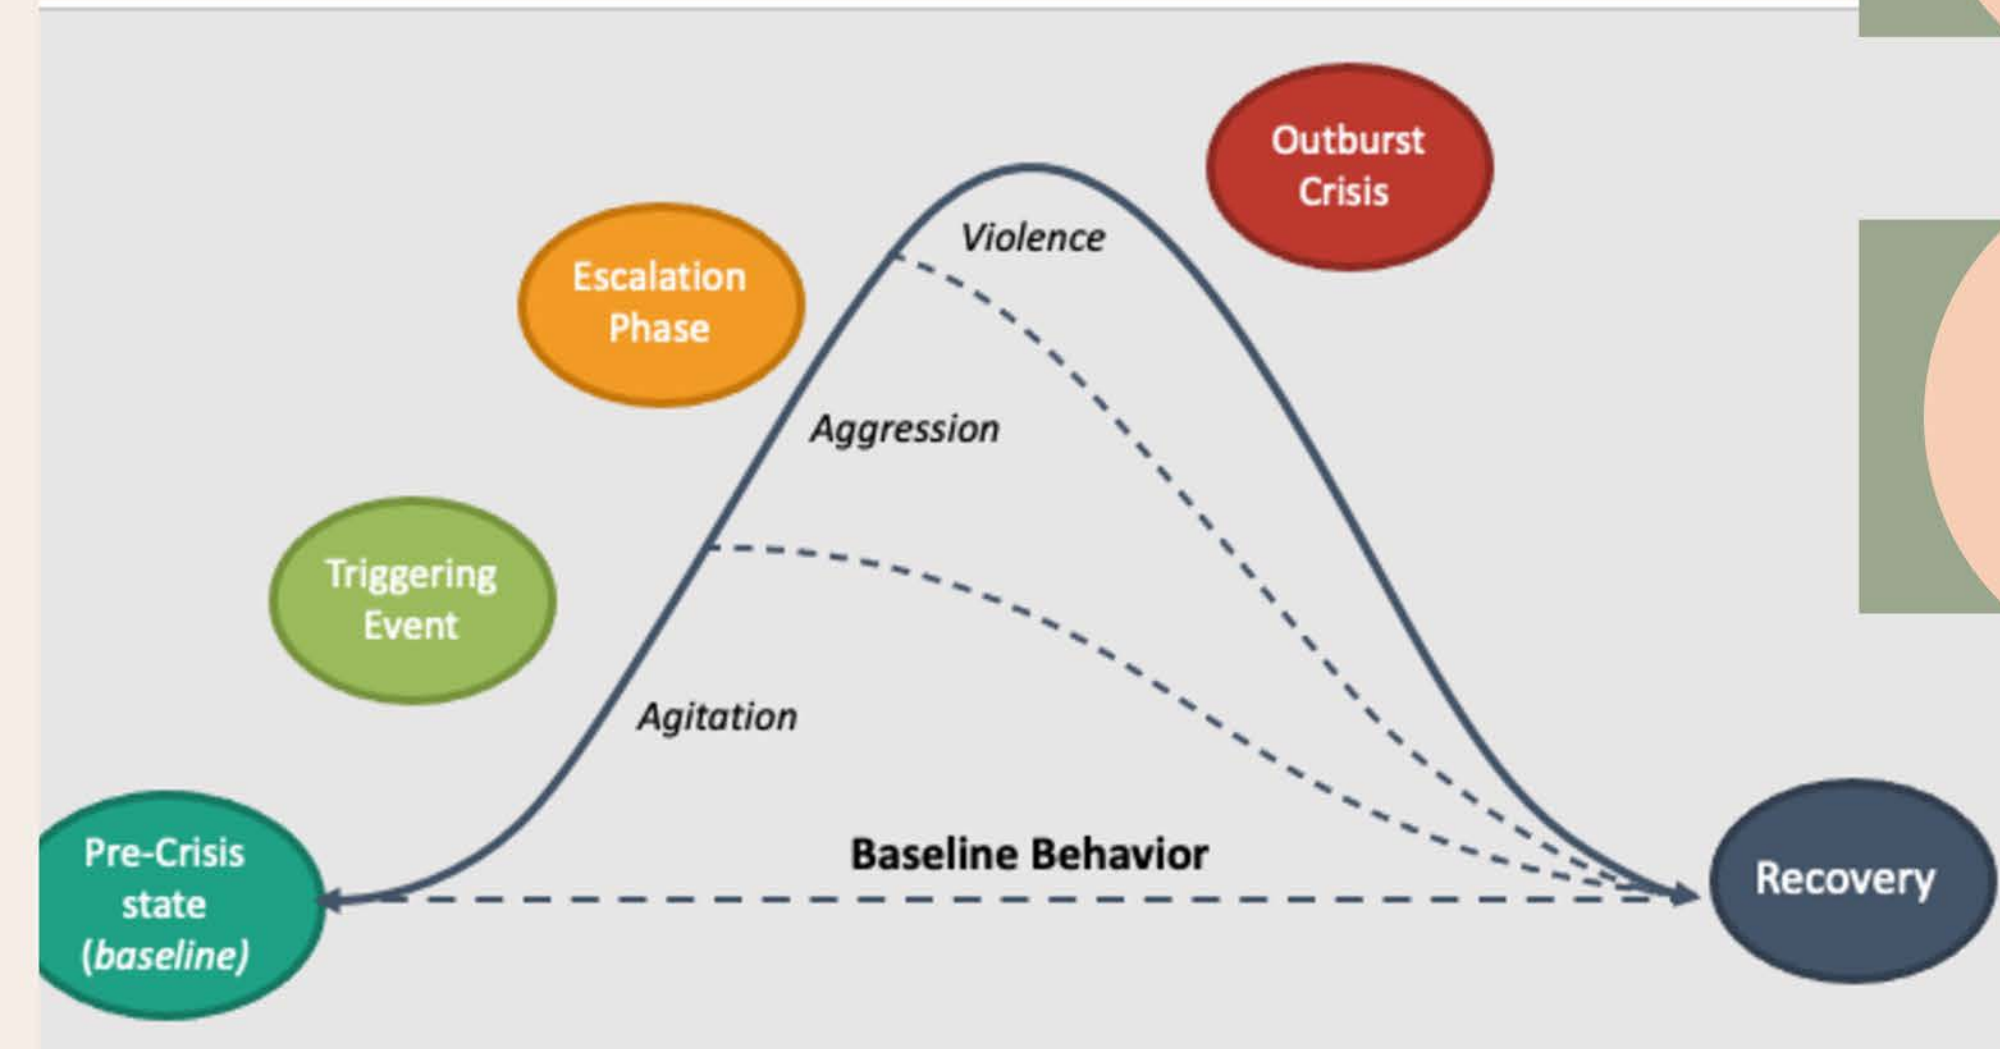 Outburst
Crisis
Violence
Escalation
Phase
Aggression
Triggering
Event
Agitation
Baseline Behavior
Pre-Crisis
state
(baseline)
Recovery